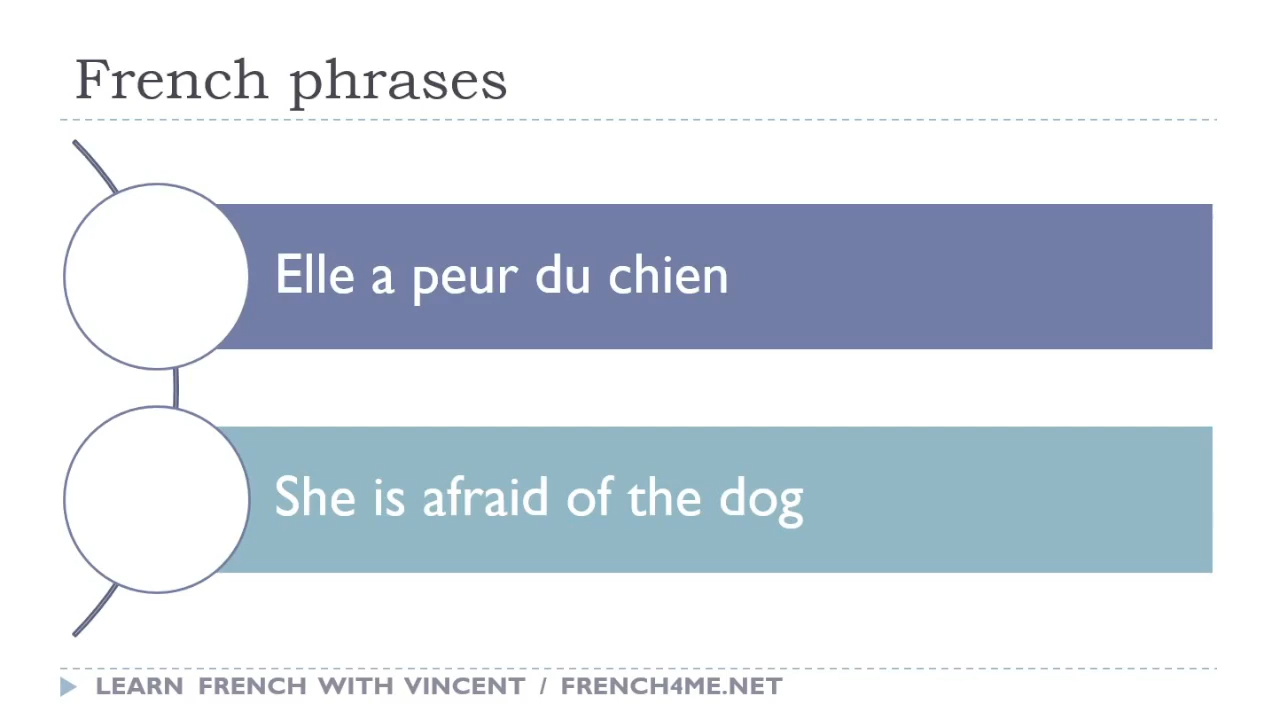 French phrases
Elle a peur du chien
She is afraid of the dog
LEARN FRENCH WITH VINCENT / FRENCH4ME.NET